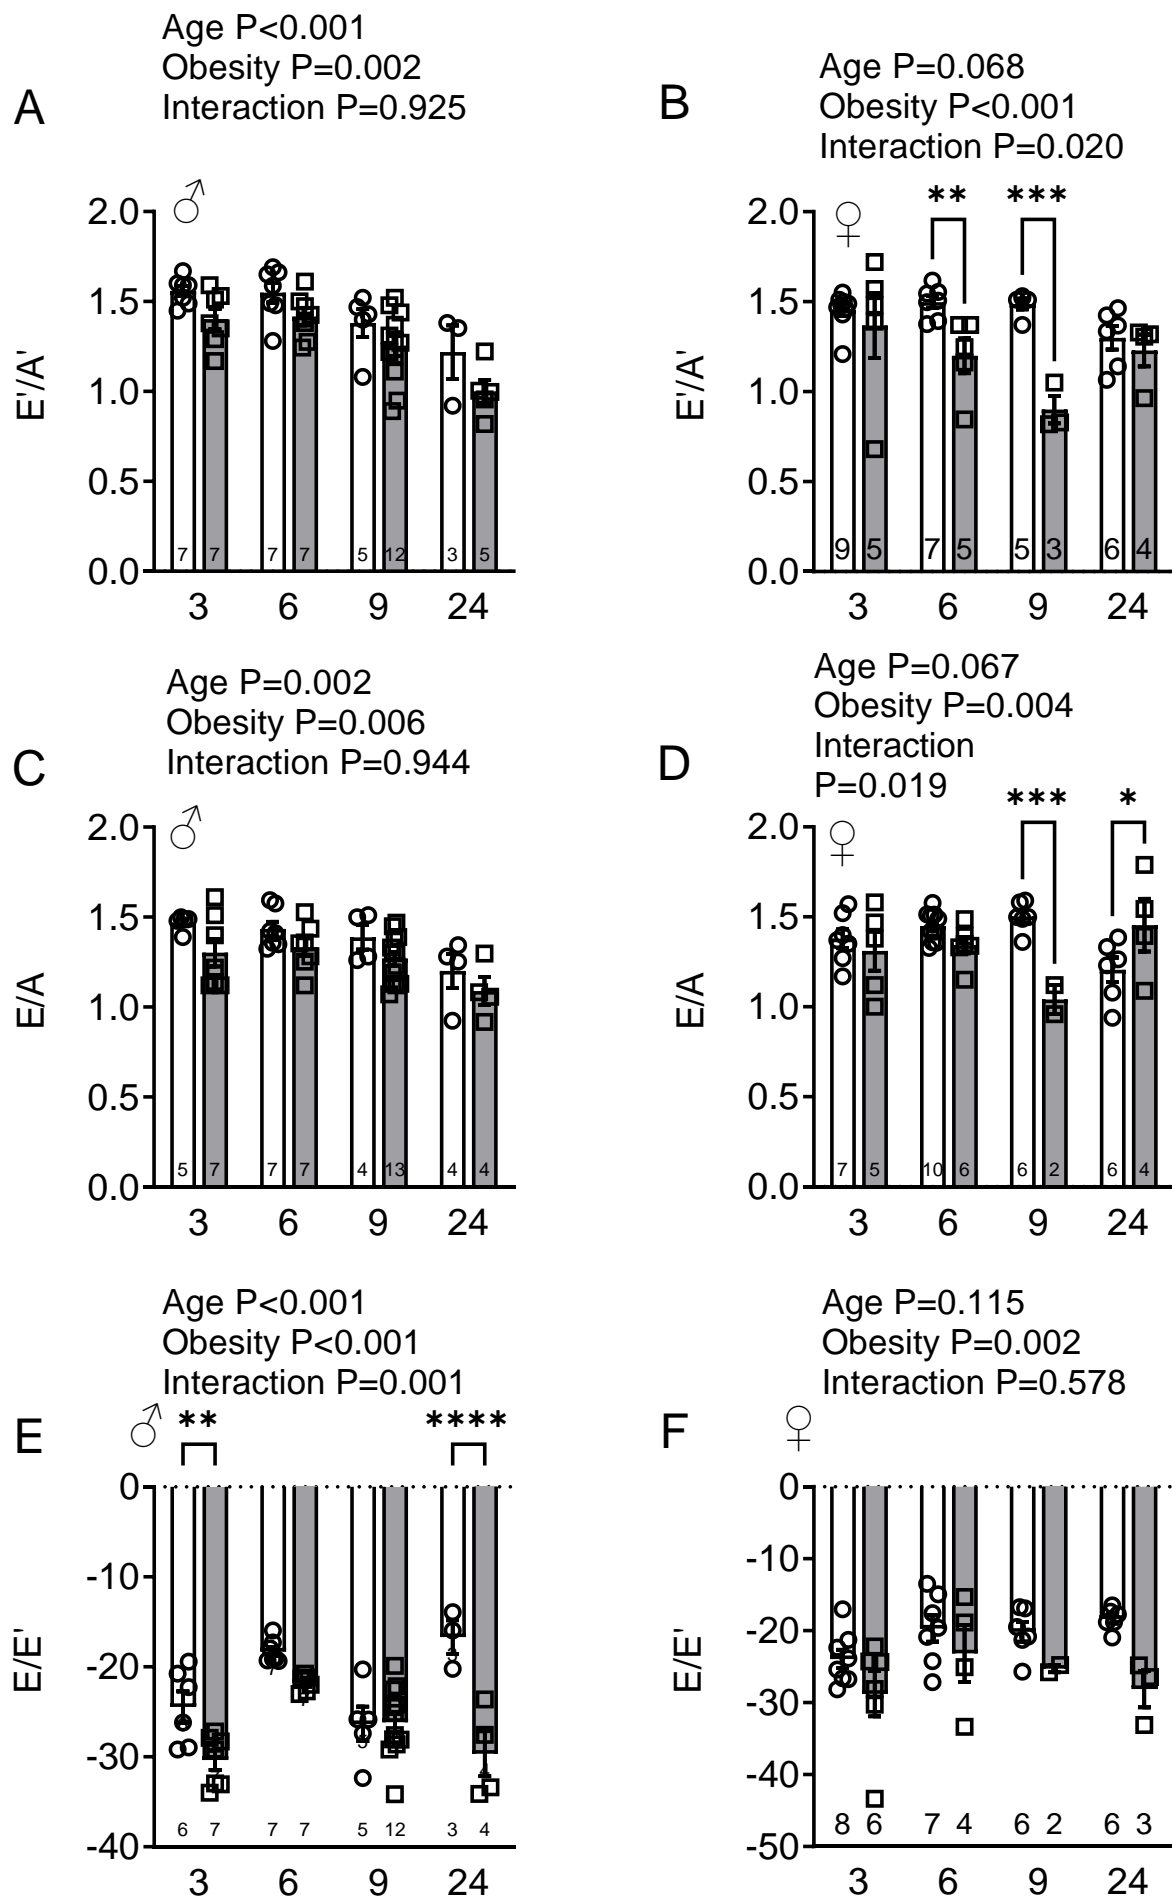 Age P<0.001
Obesity P=0.002
Interaction P=0.925
A
♂
E'/A'
2.0
1.5
1.0
0.5
0.0
7 7 7 7 5 12 3 5
3 6 9 24
Age P=0.068
Obesity P<0.001
Interaction P=0.020
B
** ***
♀
E'/A'
2.0
1.5
1.0
0.5
0.0
9 5 7 5 5 3 6 4
3 6 9 24
Age P=0.002
Obesity P=0.006
Interaction P=0.944
C
♂
E/A
2.0
1.5
1.0
0.5
0.0
5 7 7 7 4 13 4 4
3 6 9 24
Age P=0.067
Obesity P=0.004
Interaction
P=0.019
D
*** *
♀
E/A
2.0
1.5
1.0
0.5
0.0
7 5 10 6 6 2 6 4
3 6 9 24
Age P<0.001
Obesity P<0.001
Interaction P=0.001
E
♂
** ****
E/E'
0
-10
-20
-30
-40
6 7 7 7 5 12 3 4
3 6 9 24
Age P=0.115
Obesity P=0.002
Interaction P=0.578
F
♀
E/E'
0
-10
-20
-30
-40
-50
8 6 7 4 6 2 6 3
3 6 9 24